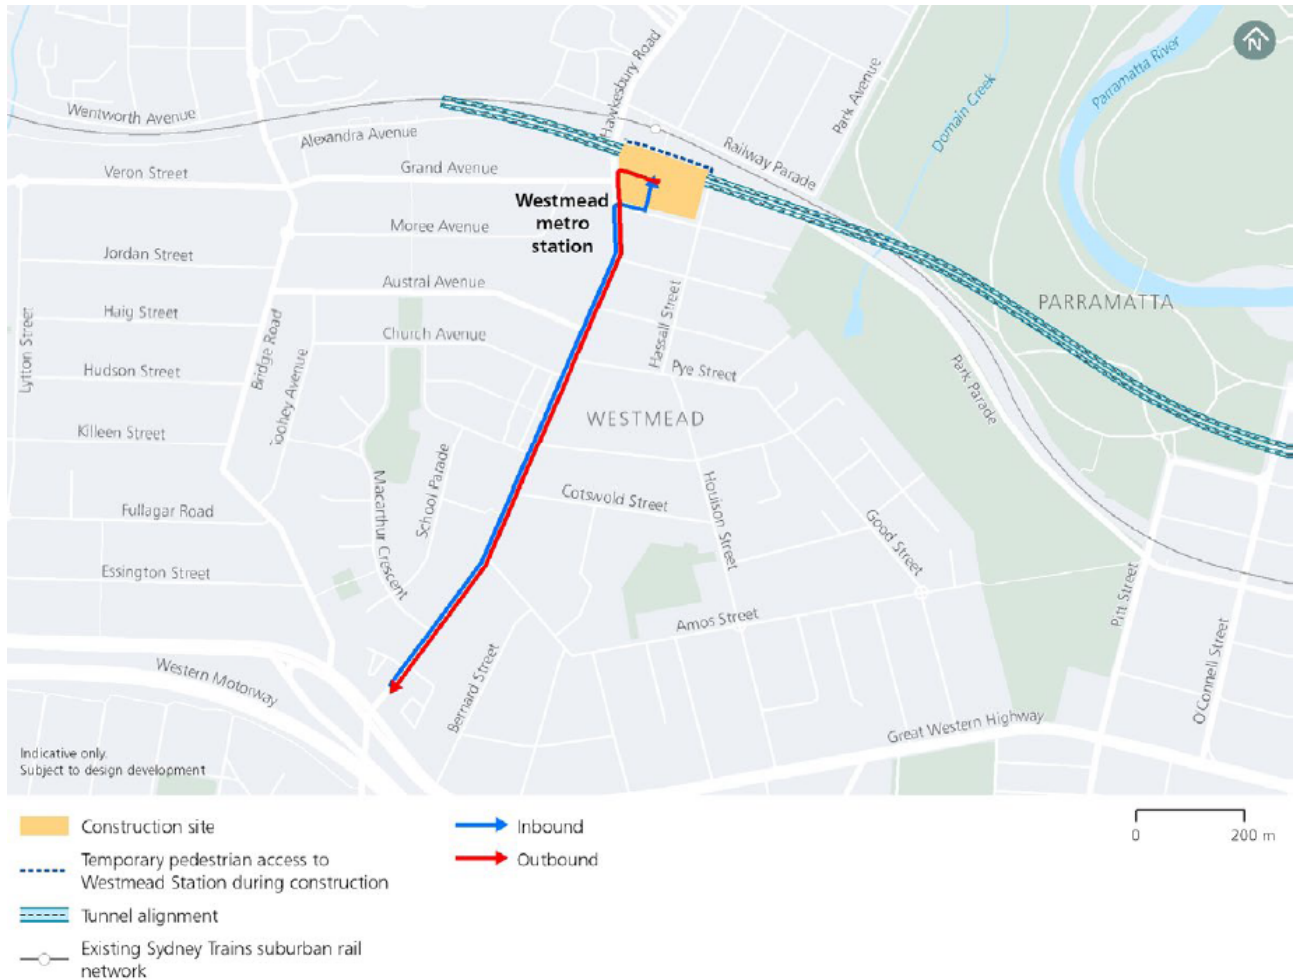 N
Hawkesbury Road
Park Avenue
Domain Creek
Parramatta River
Wentworth Avenue
Alexandra Avenue
Railway Parade
Veron Street
Grand Avenue
Westmead
metro
station
Moree Avenue
Jordan Street
Austral Avenue
PARRAMATTA
Haig Street
Church Avenue
Hassall Street
Lytton Street
Bridge Road
Hudson Street
Pye Street
Park Parade
WESTMEAD
Killeen Street
School Parade
Macarthur Crescent
Cotswold Street
Houison Street
Good Street
Fullagar Road
Essington Street
Amos Street
Pitt Street
O'Connell Street
Western Motorway
Bernard Street
Great Western Highway
Indicative only.
Subject to design development
Construction site
Temporary pedestrian access to
Westmead Station during construction
Tunnel alignment
Existing Sydney Trains suburban rail
network
Inbound
Outbound
0 200 m